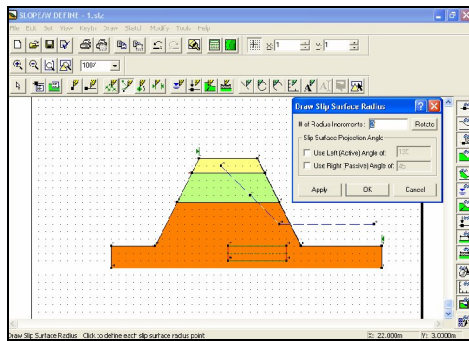 SLOPE/W DEFINE - 1.slz
File Edit Set View KeyIn Draw Sketch Modify Tools Help
100%
Draw Slip Surface Radius
# of Radius Increments:
Rotate
Slip Surface Projection Angle
Use Left (Active) Angle of: 135
Use Right (Passive) Angle of: 45
Apply OK Cancel
Draw Slip Surface Radius Click to define each slip surface radius point
X: 22.000m Y: 3.0000m